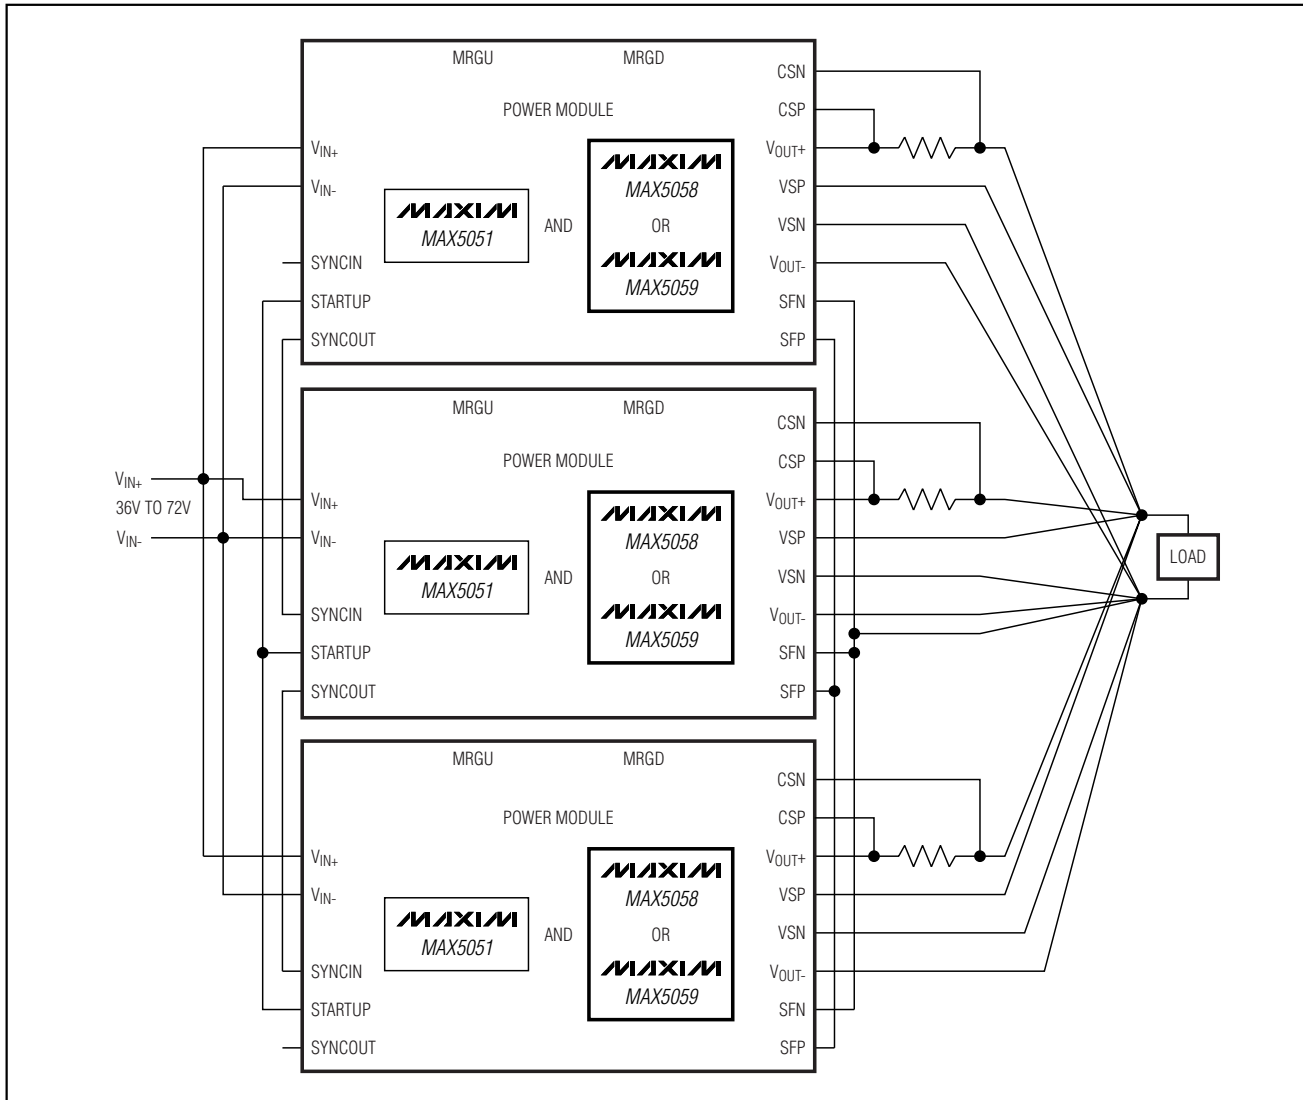 MRGU MRGD
CSN
CSP
POWER MODULE
VIN+
VOUT+
VIN-
VSP
MAXIM
MAX5051
AND
MAXIM
MAX5058
OR
MAXIM
MAX5059
VSN
VOUT-
SYNCIN
STARTUP
SFN
SYNCOUT
SFP
MRGU MRGD
CSN
CSP
POWER MODULE
VIN+
36V TO 72V
VIN-
VIN+
VOUT+
VIN-
VSP
MAXIM
MAX5051
AND
MAXIM
MAX5058
OR
MAXIM
MAX5059
VSN
VOUT-
SYNCIN
STARTUP
SFN
SYNCOUT
SFP
LOAD
MRGU MRGD
CSN
CSP
POWER MODULE
VIN+
VOUT+
VIN-
VSP
MAXIM
MAX5051
AND
MAXIM
MAX5058
OR
MAXIM
MAX5059
VSN
VOUT-
SYNCIN
STARTUP
SFN
SYNCOUT
SFP